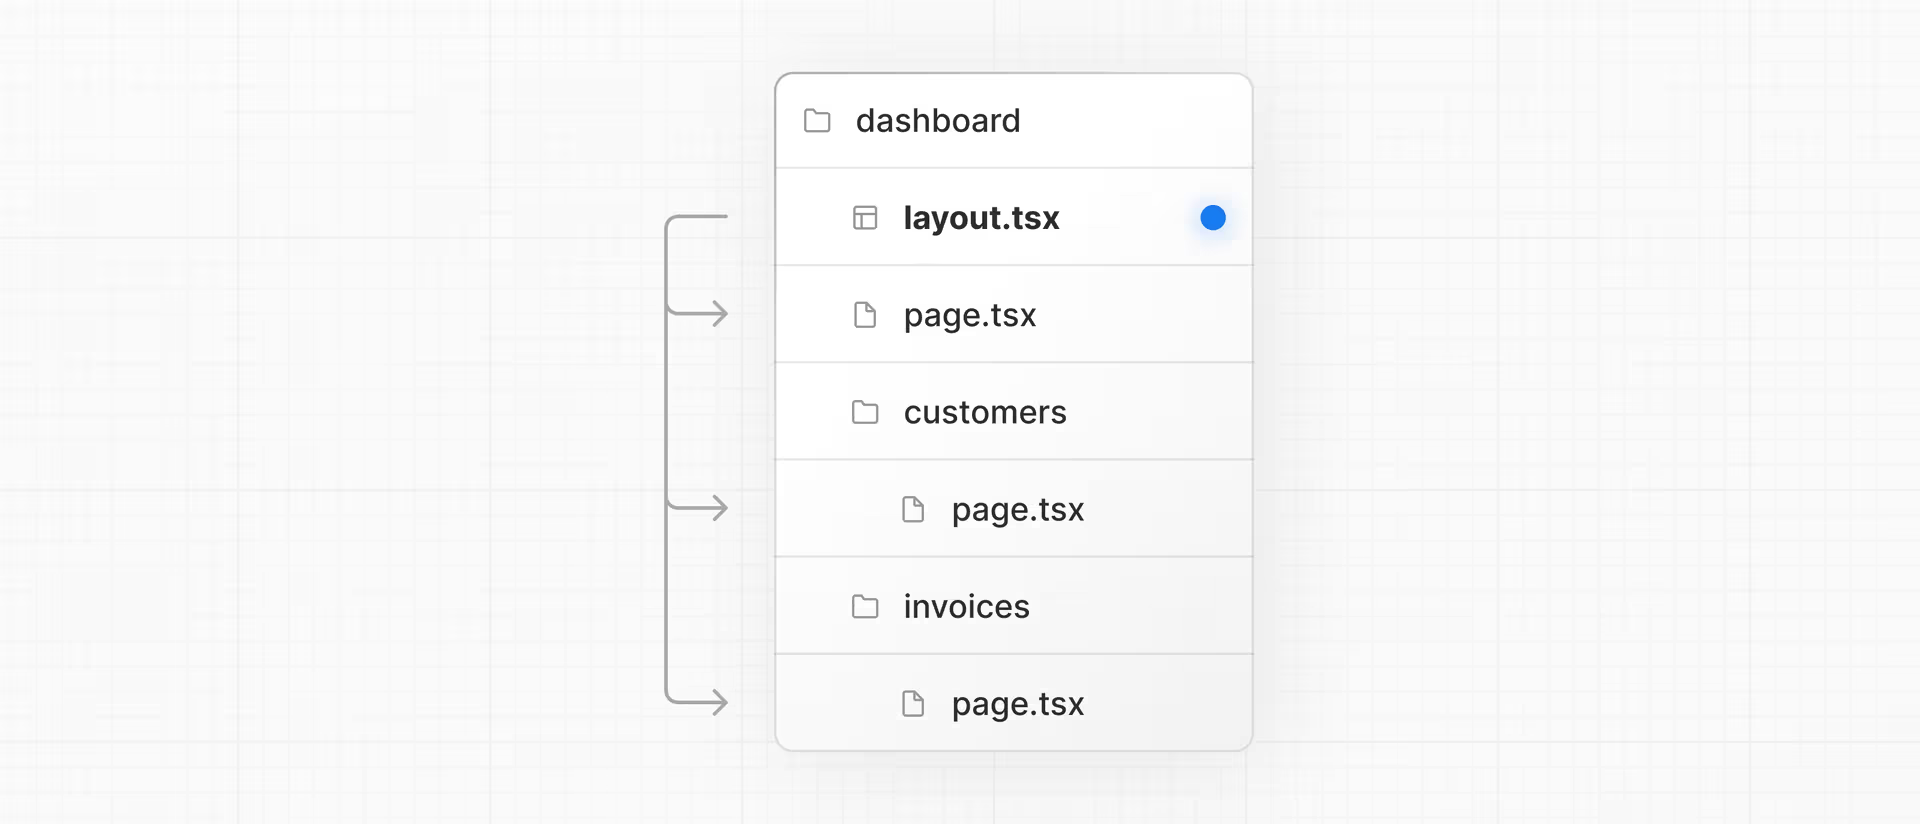 dashboard
layout.tsx
page.tsx
customers
page.tsx
invoices
page.tsx